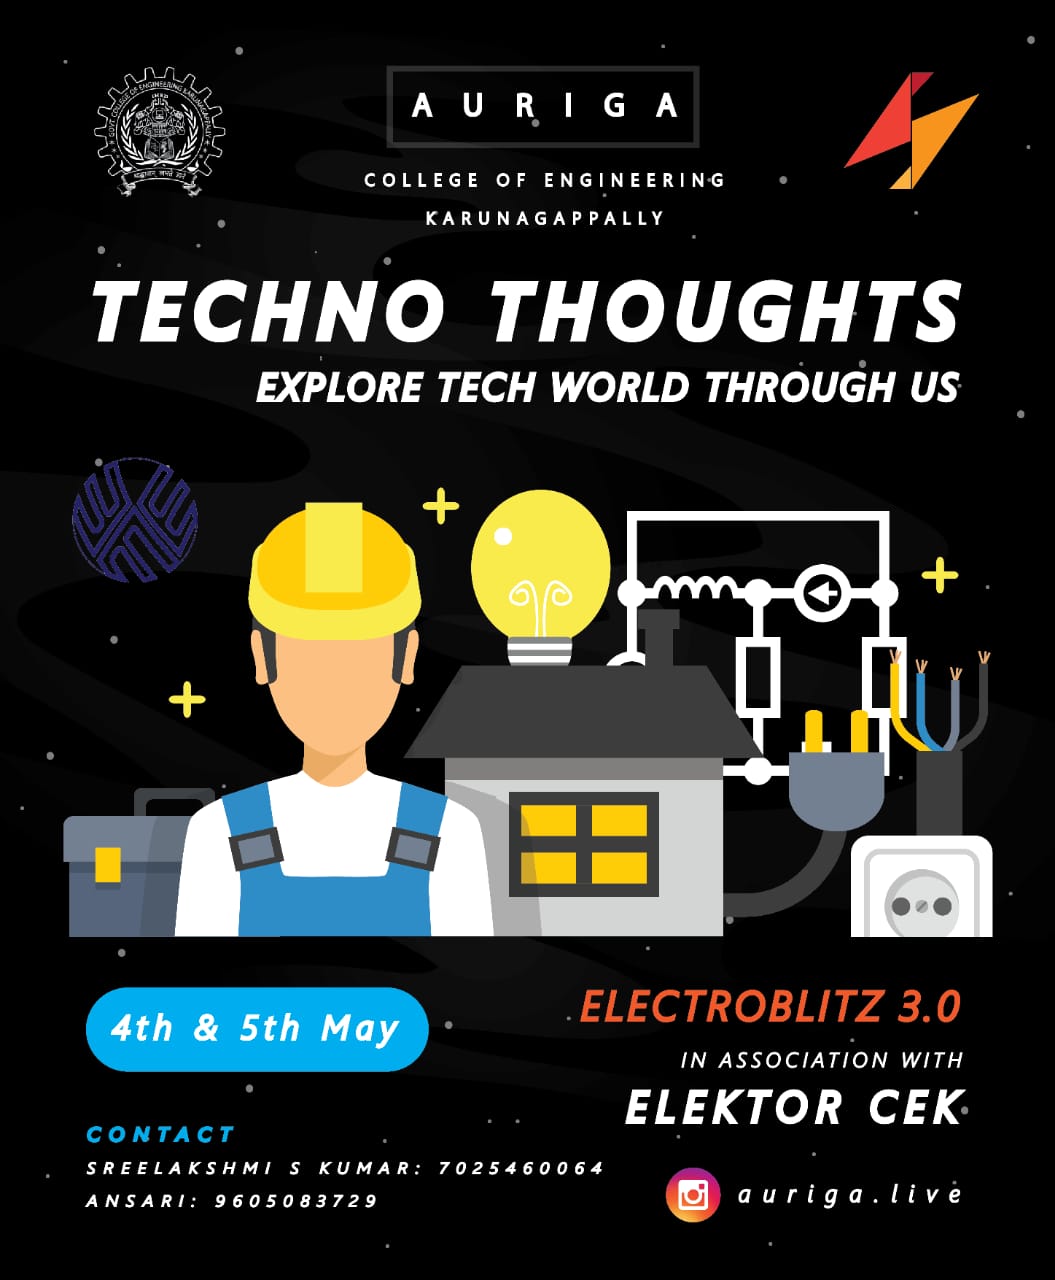 AURIGA
COLLEGE OF ENGINEERING
KARUNAGAPPALLY
TECHNO THOUGHTS
EXPLORE TECH WORLD THROUGH US
4th & 5th May
ELECTROBLITZ 3.0
IN ASSOCIATION WITH
ELEKTOR CEK
CONTACT
SREELAKSHMI S KUMAR: 7025460064
ANSARI: 9605083729
auriga.live